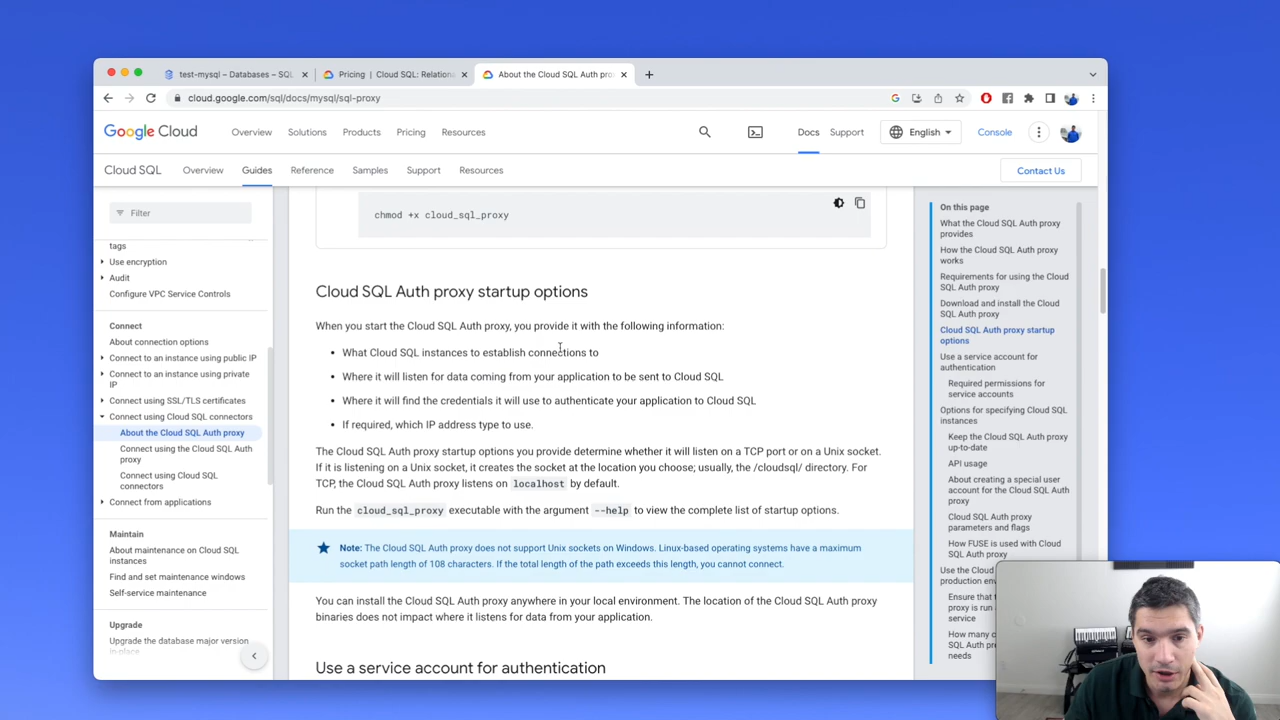 test-mysql – Databases – SQL
Pricing | Cloud SQL: Relation
About the Cloud SQL Auth pro
cloud.google.com/sql/docs/mysql/sql-proxy
Google Cloud
Overview
Solutions
Products
Pricing
Resources
Docs
Support
English
Console
Cloud SQL
Overview
Guides
Reference
Samples
Support
Resources
Contact Us
Filter
tags
Use encryption
Audit
Configure VPC Service Controls
Connect
About connection options
Connect to an instance using public IP
Connect to an instance using private
IP
Connect using SSL/TLS certificates
Connect using Cloud SQL connectors
About the Cloud SQL Auth proxy
Connect using the Cloud SQL Auth
proxy
Connect using Cloud SQL
connectors
Connect from applications
Maintain
About maintenance on Cloud SQL
instances
Find and set maintenance windows
Self-service maintenance
Upgrade
Upgrade the database major version
in-place
chmod +x cloud_sql_proxy
Cloud SQL Auth proxy startup options
When you start the Cloud SQL Auth proxy, you provide it with the following information:
• What Cloud SQL instances to establish connections to
• Where it will listen for data coming from your application to be sent to Cloud SQL
• Where it will find the credentials it will use to authenticate your application to Cloud SQL
• If required, which IP address type to use.
The Cloud SQL Auth proxy startup options you provide determine whether it will listen on a TCP port or on a Unix socket.
If it is listening on a Unix socket, it creates the socket at the location you choose; usually, the /cloudsql/ directory. For
TCP, the Cloud SQL Auth proxy listens on localhost by default.
Run the cloud_sql_proxy executable with the argument --help to view the complete list of startup options.
Note: The Cloud SQL Auth proxy does not support Unix sockets on Windows. Linux-based operating systems have a maximum
socket path length of 108 characters. If the total length of the path exceeds this length, you cannot connect.
You can install the Cloud SQL Auth proxy anywhere in your local environment. The location of the Cloud SQL Auth proxy
binaries does not impact where it listens for data from your application.
Use a service account for authentication
On this page
What the Cloud SQL Auth proxy
provides
How the Cloud SQL Auth proxy
works
Requirements for using the Cloud
SQL Auth proxy
Download and install the Cloud
SQL Auth proxy
Cloud SQL Auth proxy startup
options
Use a service account for
authentication
Required permissions for
service accounts
Options for specifying Cloud SQL
instances
Keep the Cloud SQL Auth proxy
up-to-date
API usage
About creating a special user
account for the Cloud SQL Auth
proxy
Cloud SQL Auth proxy
parameters and flags
How FUSE is used with Cloud
SQL Auth proxy
Use the Cloud
production env
Ensure that
proxy is run
service
How many c
SQL Auth pr
needs